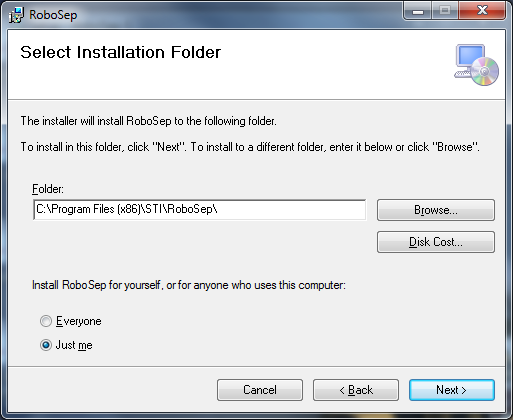 RoboSep
Select Installation Folder
The installer will install RoboSep to the following folder.
To install in this folder, click "Next". To install to a different folder, enter it below or click "Browse".
Folder:
C:\Program Files (x86)\STI\RoboSep\
Browse...
Disk Cost...
Install RoboSep for yourself, or for anyone who uses this computer:
Everyone
Just me
Cancel
< Back
Next >